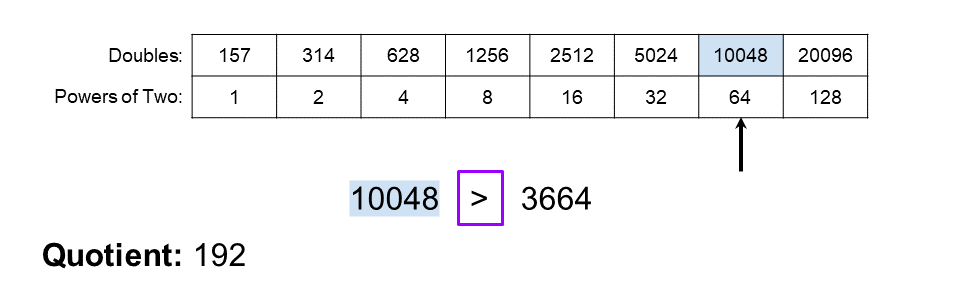 Doubles: 157 314 628 1256 2512 5024 10048 20096
Powers of Two: 1 2 4 8 16 32 64 128
10048 > 3664
Quotient: 192